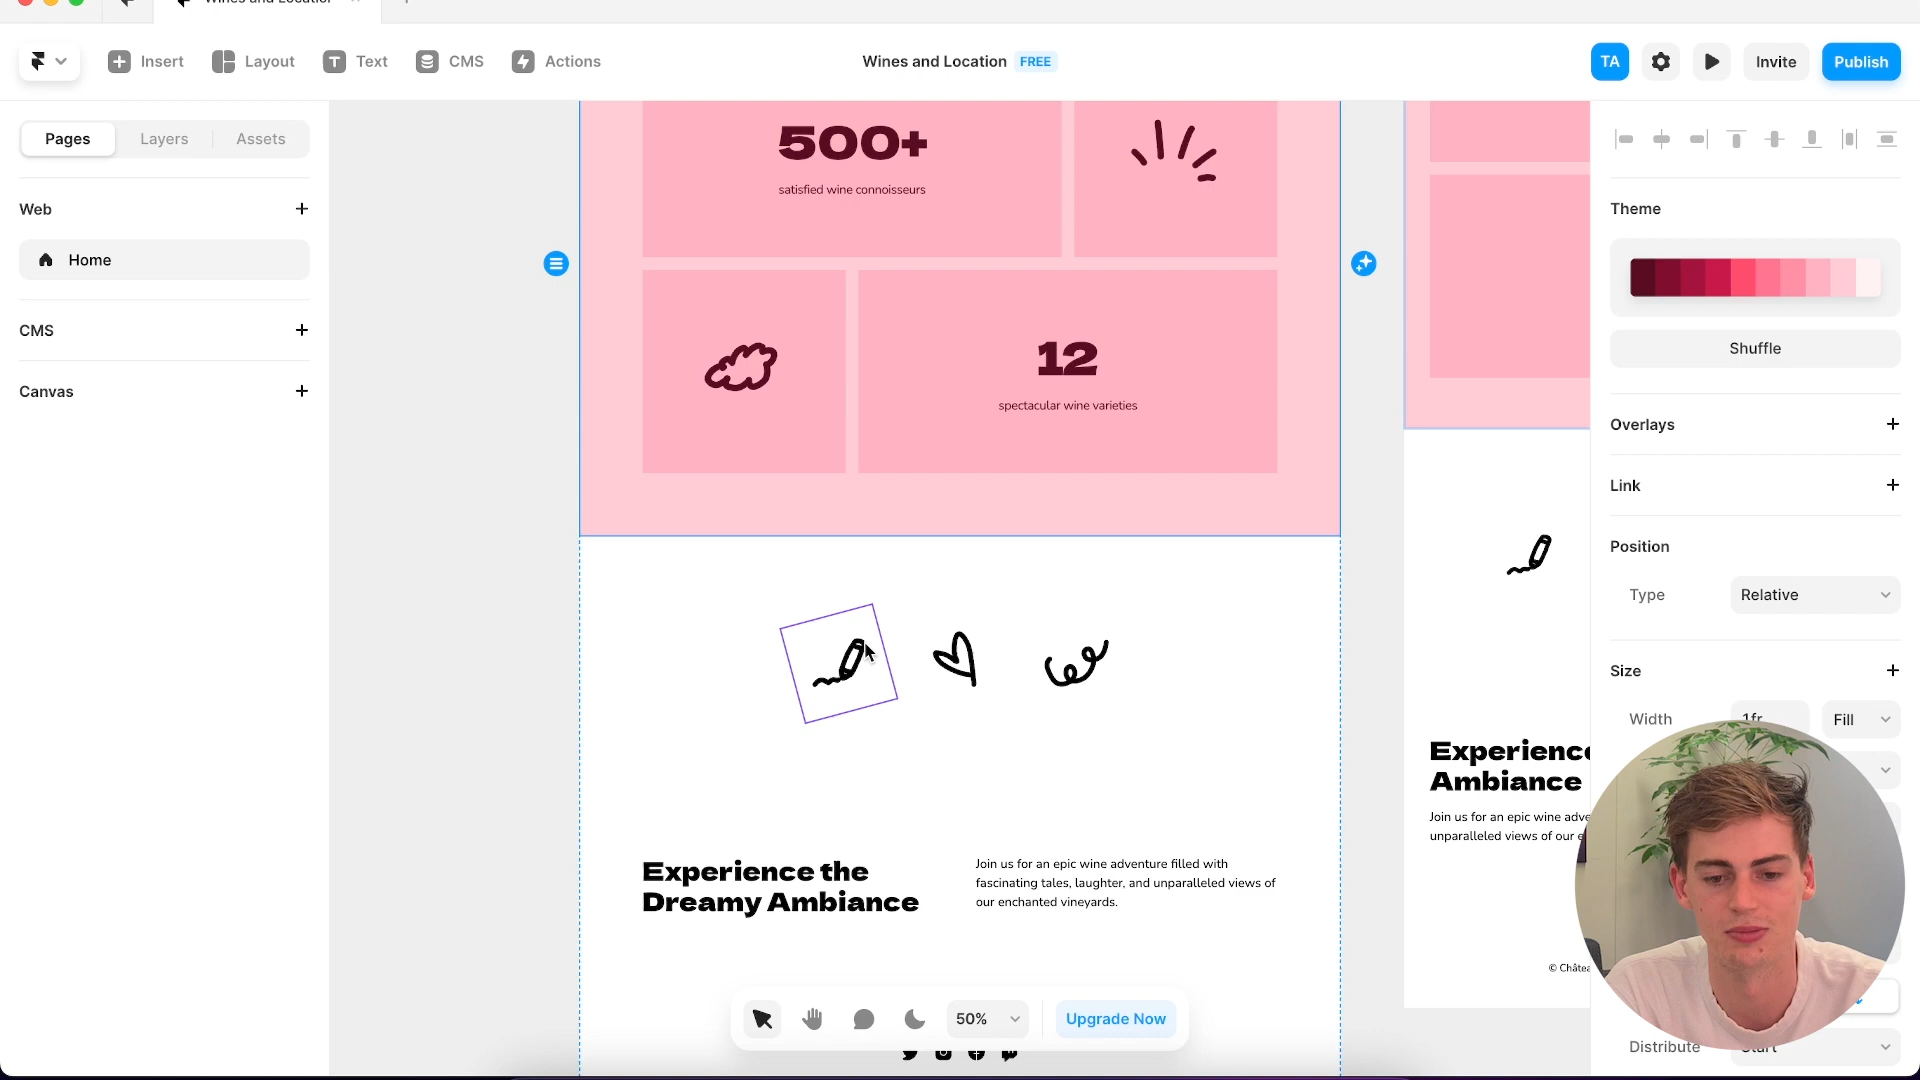 Wines and Location
Insert
Layout
Text
CMS
Actions
Wines and Location FREE
TA
Invite
Publish
Pages
Layers
Assets
Web
Home
CMS
Canvas
500+
satisfied wine connoisseurs
12
spectacular wine varieties
Experience the
Dreamy Ambiance
Join us for an epic wine adventure filled with
fascinating tales, laughter, and unparalleled views of
our enchanted vineyards.
50%
Upgrade Now
Experience
Ambiance
Join us for an epic wine adve
unparalleled views of our e
© Châtea
Theme
Shuffle
Overlays
Link
Position
Type
Relative
Size
Width
1fr
Fill
Distribute
Start